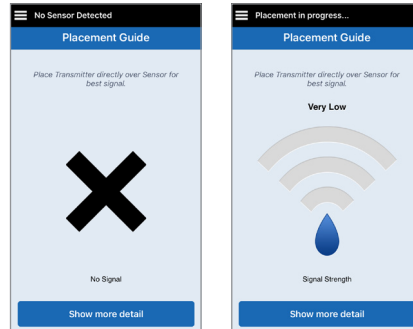 No Sensor Detected
Placement Guide
Place Transmitter directly over Sensor for
best signal.
No Signal
Show more detail
Placement in progress...
Placement Guide
Place Transmitter directly over Sensor for
best signal.
Very Low
Signal Strength
Show more detail